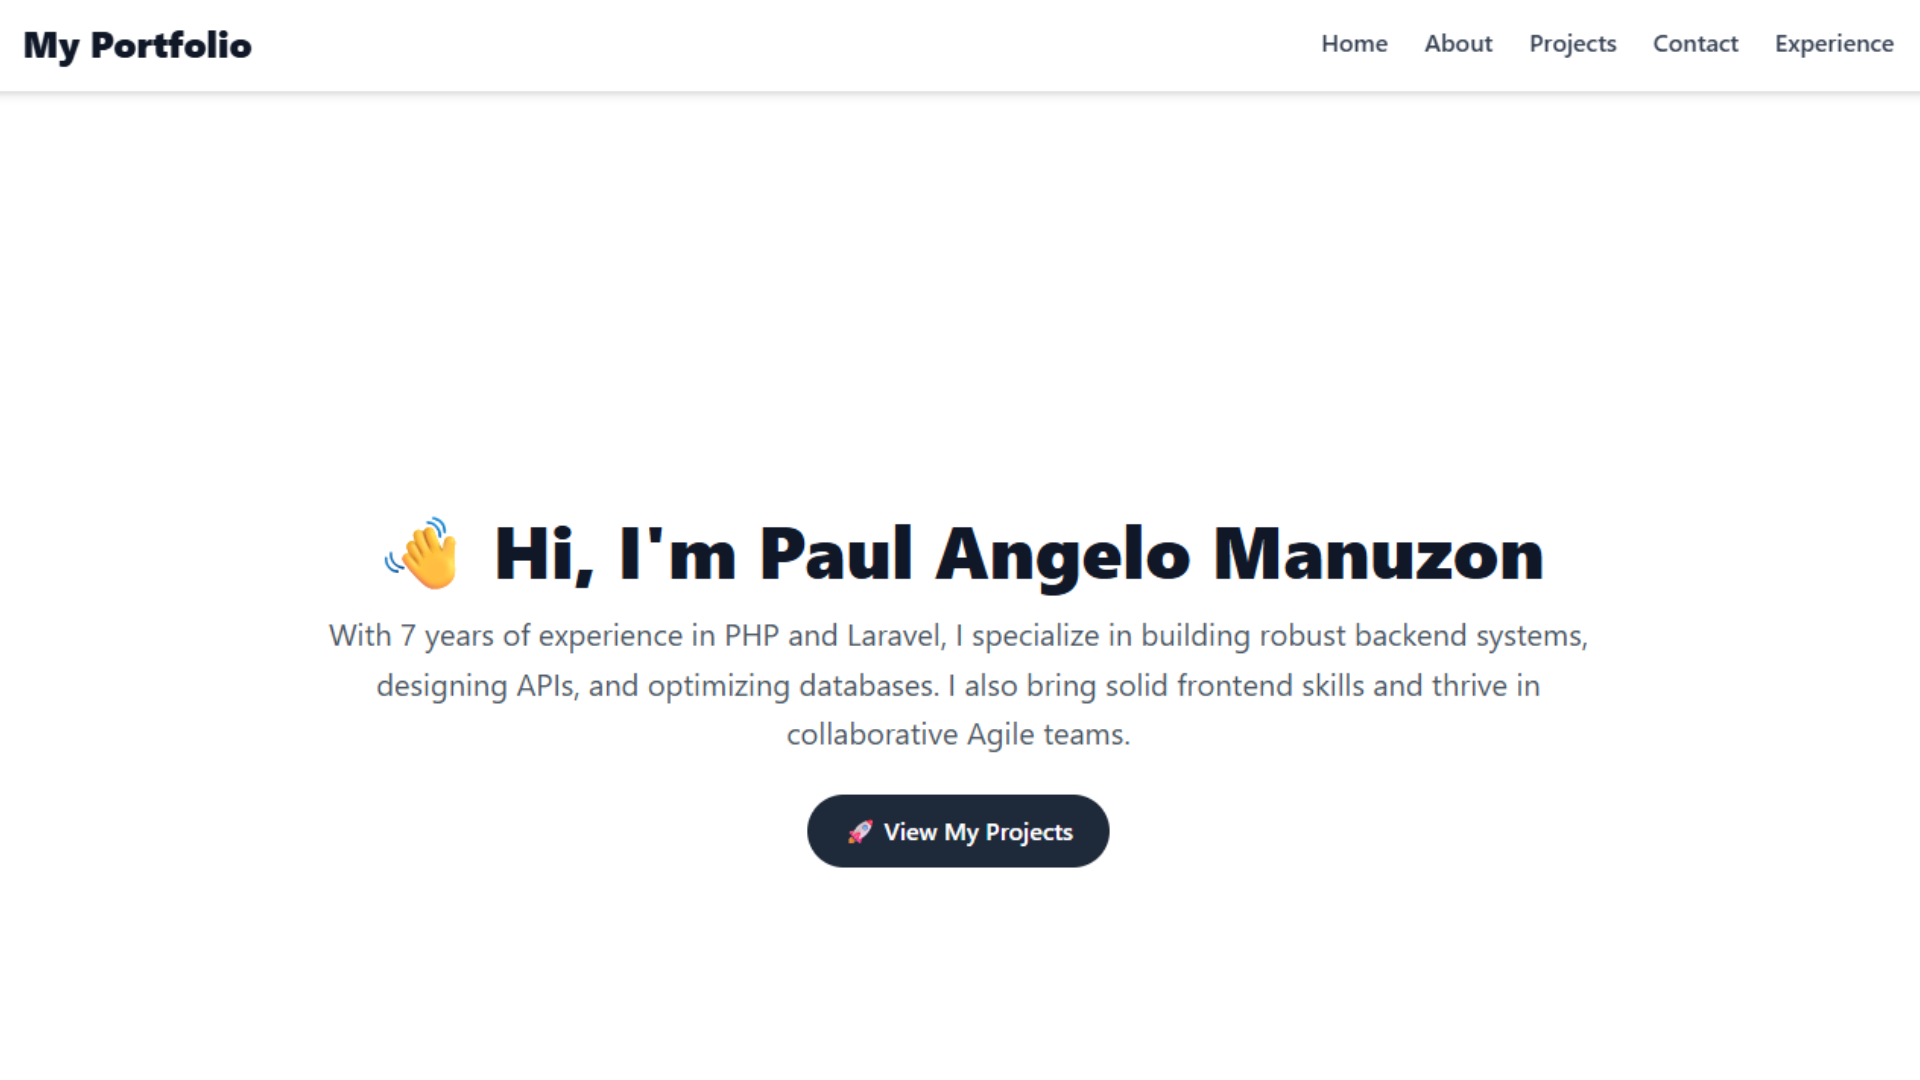 My Portfolio
Home About Projects Contact Experience
👋 Hi, I'm Paul Angelo Manuzon
With 7 years of experience in PHP and Laravel, I specialize in building robust backend systems,
designing APIs, and optimizing databases. I also bring solid frontend skills and thrive in
collaborative Agile teams.
🚀 View My Projects